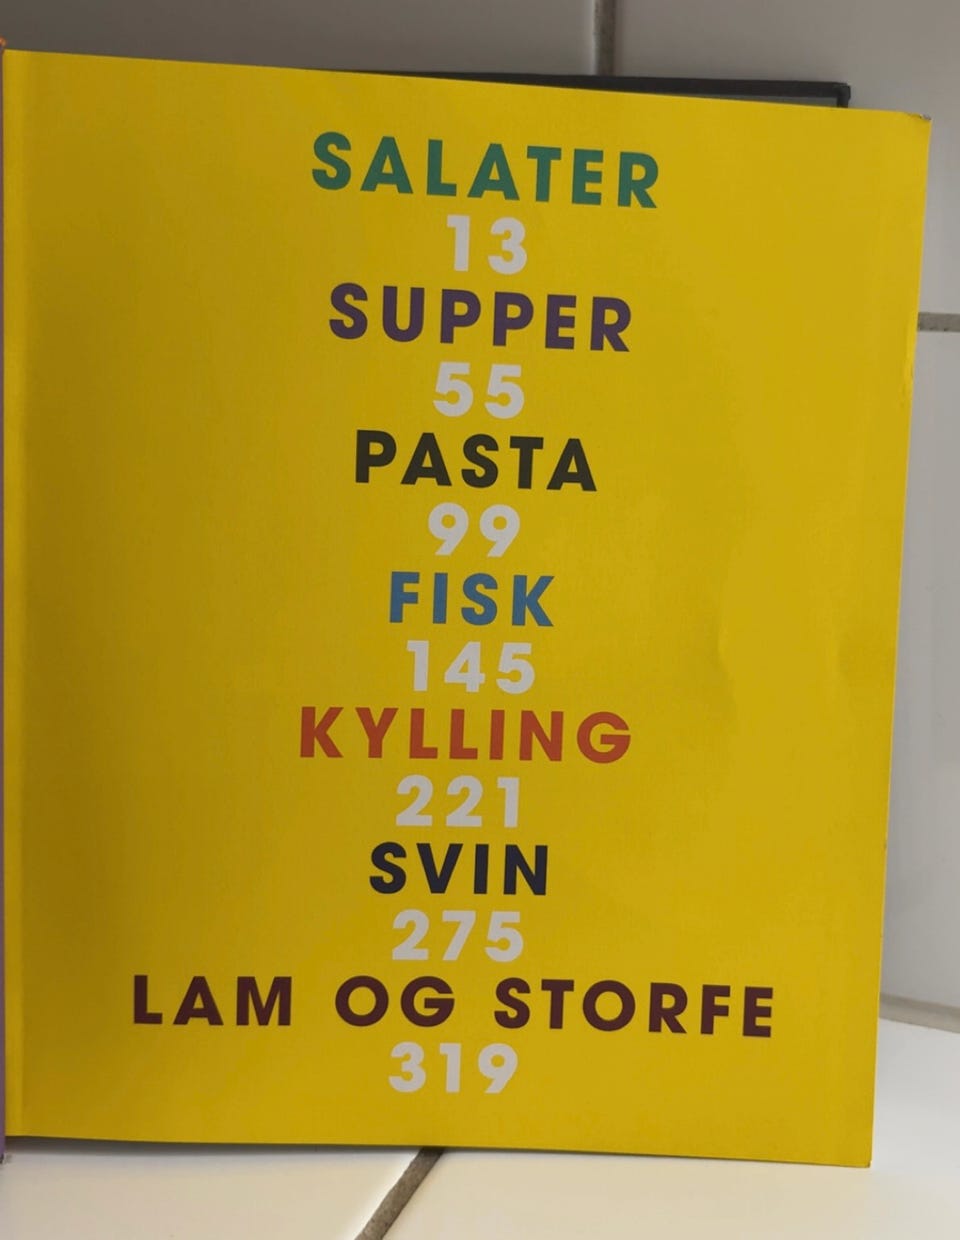 SALATER
13
SUPPER
55
PASTA
99
FISK
145
KYLLING
221
SVIN
275
LAM OG STORFE
319